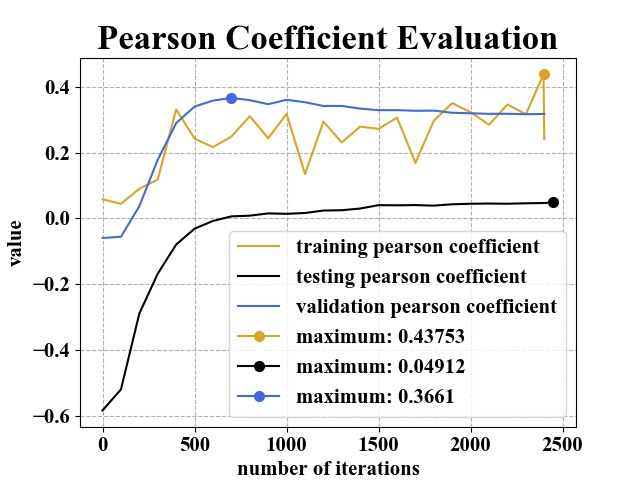 Pearson Coefficient Evaluation
value
0.4
0.2
0.0
−0.2
−0.4
−0.6
training pearson coefficient
testing pearson coefficient
validation pearson coefficient
maximum: 0.43753
maximum: 0.04912
maximum: 0.3661
0 500 1000 1500 2000 2500
number of iterations